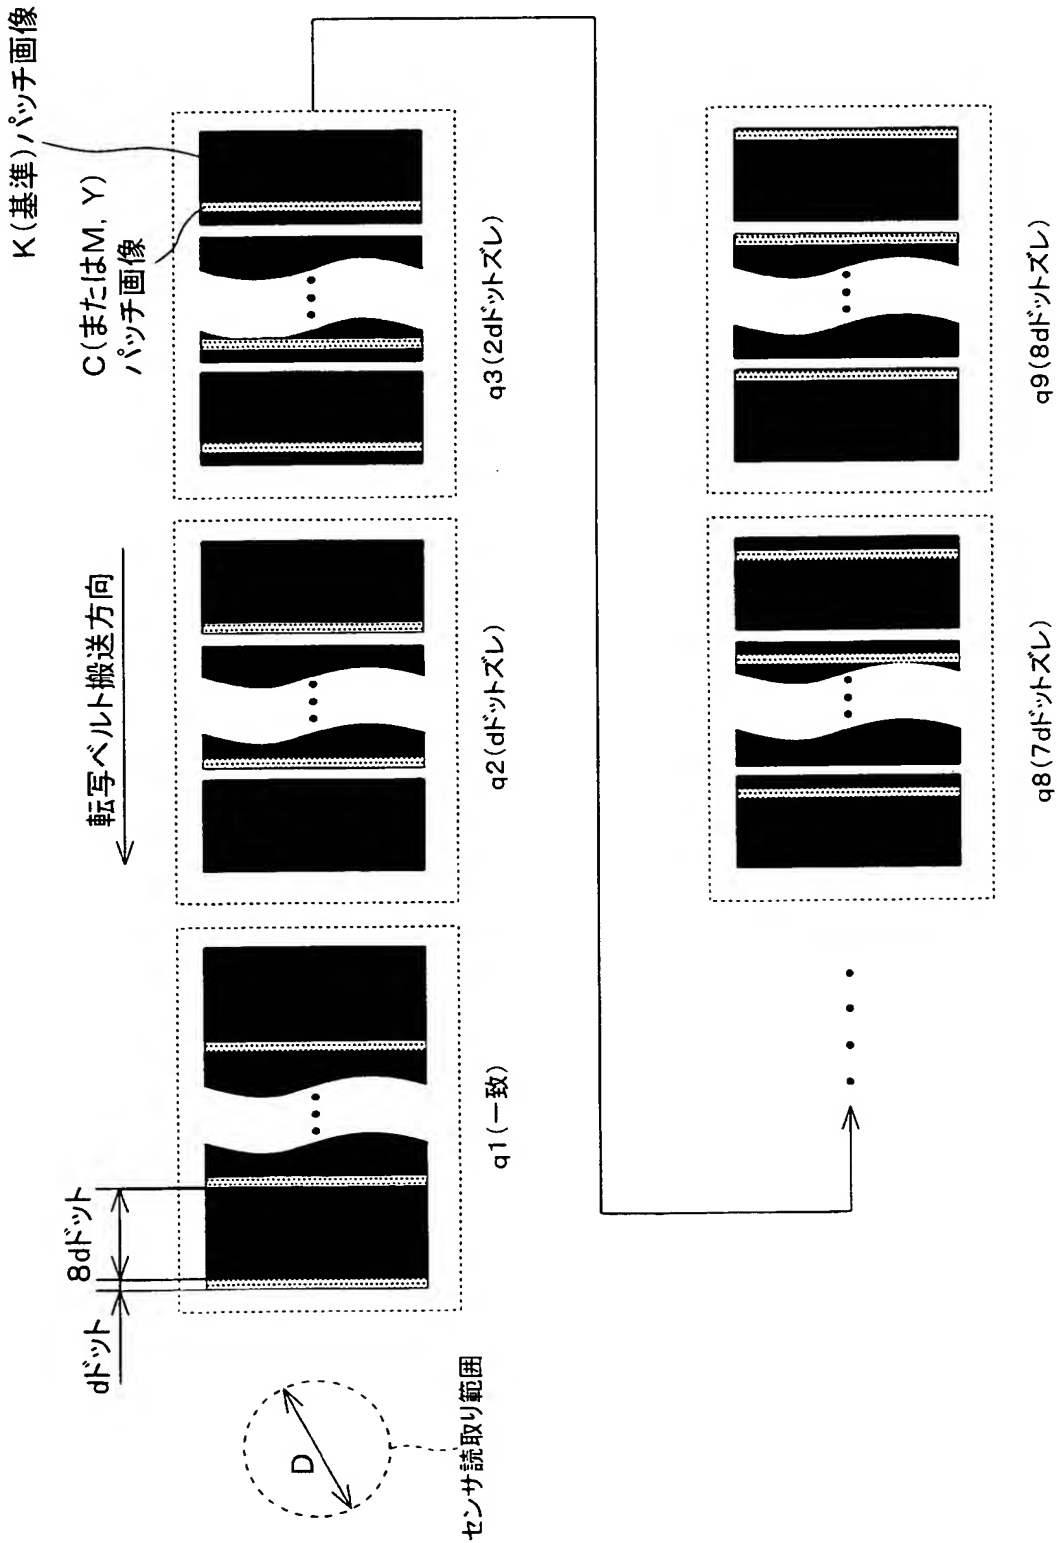 K(基準)パッチ画像
C(またはM, Y)
パッチ画像
転写ベルト搬送方向
8dドット
dドット
D
センサ読取り範囲
q1(一致)
q2(dドットズレ)
q3(2dドットズレ)
q8(7dドットズレ)
q9(8dドットズレ)